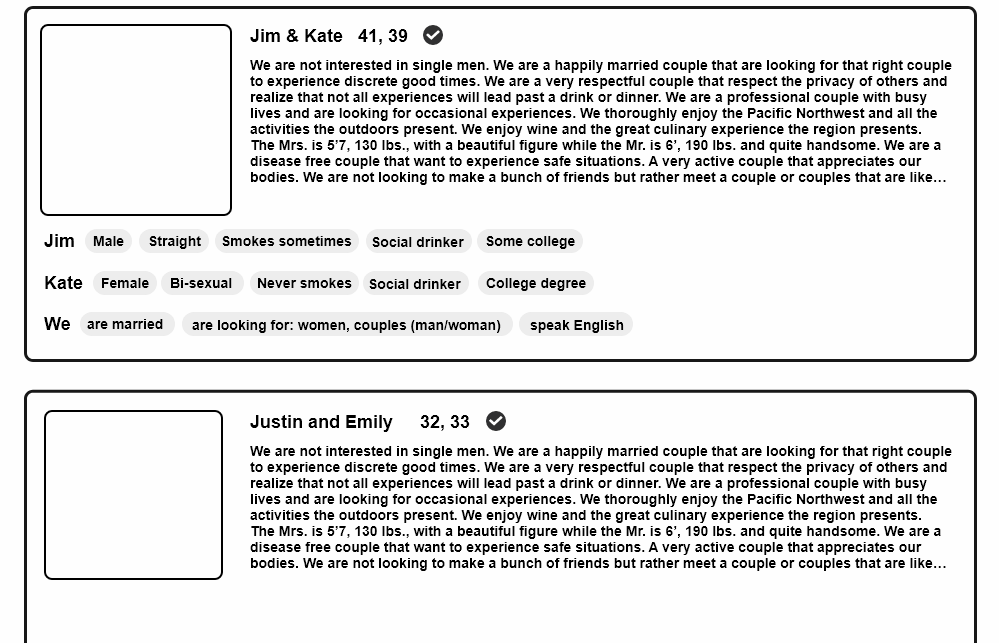 Jim & Kate 41, 39
We are not interested in single men. We are a happily married couple that are looking for that right couple
to experience discrete good times. We are a very respectful couple that respect the privacy of others and
realize that not all experiences will lead past a drink or dinner. We are a professional couple with busy
lives and are looking for occasional experiences. We thoroughly enjoy the Pacific Northwest and all the
activities the outdoors present. We enjoy wine and the great culinary experience the region presents.
The Mrs. is 5’7, 130 lbs., with a beautiful figure while the Mr. is 6’, 190 lbs. and quite handsome. We are a
disease free couple that want to experience safe situations. A very active couple that appreciates our
bodies. We are not looking to make a bunch of friends but rather meet a couple or couples that are like…
Jim Male Straight Smokes sometimes Social drinker Some college
Kate Female Bi-sexual Never smokes Social drinker College degree
We are married are looking for: women, couples (man/woman) speak English
Justin and Emily 32, 33
We are not interested in single men. We are a happily married couple that are looking for that right couple
to experience discrete good times. We are a very respectful couple that respect the privacy of others and
realize that not all experiences will lead past a drink or dinner. We are a professional couple with busy
lives and are looking for occasional experiences. We thoroughly enjoy the Pacific Northwest and all the
activities the outdoors present. We enjoy wine and the great culinary experience the region presents.
The Mrs. is 5’7, 130 lbs., with a beautiful figure while the Mr. is 6’, 190 lbs. and quite handsome. We are a
disease free couple that want to experience safe situations. A very active couple that appreciates our
bodies. We are not looking to make a bunch of friends but rather meet a couple or couples that are like…